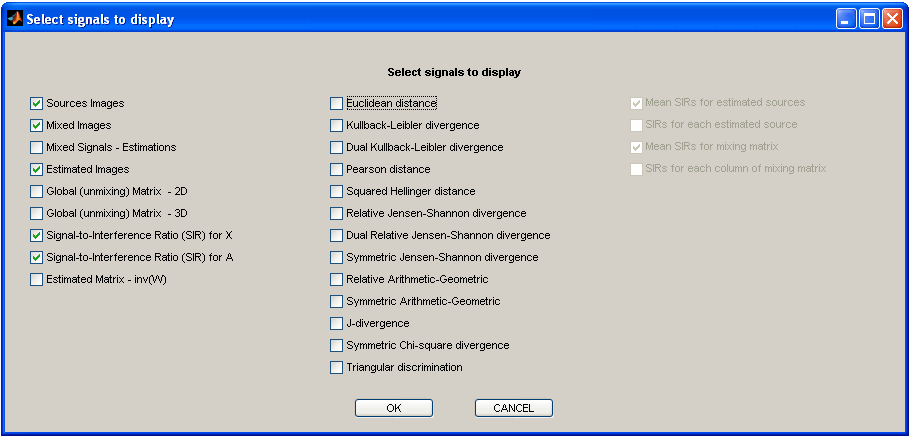 Select signals to display
Select signals to display
Sources Images
Mixed Images
Mixed Signals - Estimations
Estimated Images
Global (unmixing) Matrix - 2D
Global (unmixing) Matrix - 3D
Signal-to-Interference Ratio (SIR) for X
Signal-to-Interference Ratio (SIR) for A
Estimated Matrix - inv(W)
Euclidean distance
Kullback-Leibler divergence
Dual Kullback-Leibler divergence
Pearson distance
Squared Hellinger distance
Relative Jensen-Shannon divergence
Dual Relative Jensen-Shannon divergence
Symmetric Jensen-Shannon divergence
Relative Arithmetic-Geometric
Symmetric Arithmetic-Geometric
J-divergence
Symmetric Chi-square divergence
Triangular discrimination
Mean SIRs for estimated sources
SIRs for each estimated source
Mean SIRs for mixing matrix
SIRs for each column of mixing matrix
OK
CANCEL